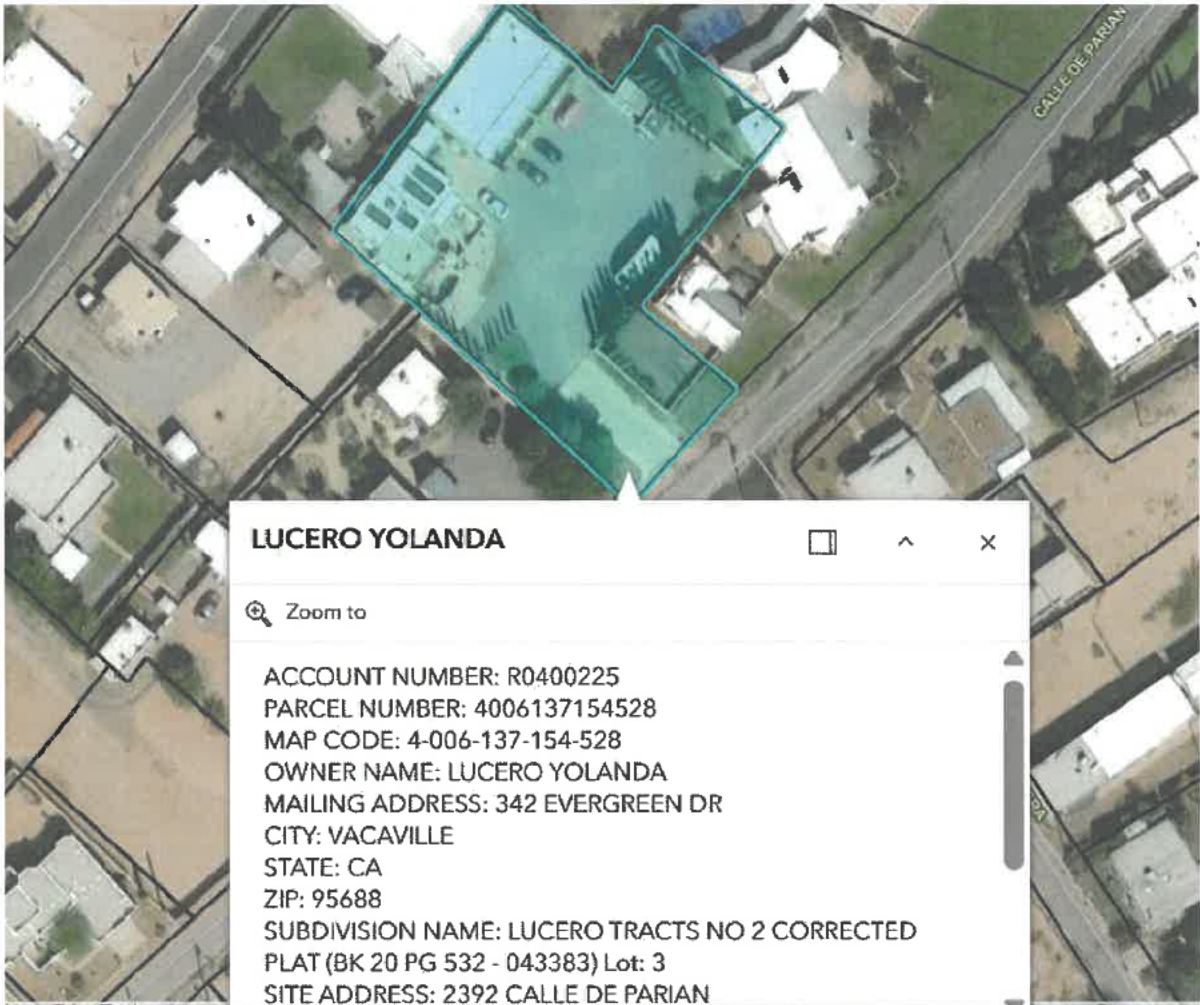 CALLE DE PARIAN
LUCERO YOLANDA
Zoom to
ACCOUNT NUMBER: R0400225
PARCEL NUMBER: 4006137154528
MAP CODE: 4-006-137-154-528
OWNER NAME: LUCERO YOLANDA
MAILING ADDRESS: 342 EVERGREEN DR
CITY: VACAVILLE
STATE: CA
ZIP: 95688
SUBDIVISION NAME: LUCERO TRACTS NO 2 CORRECTED
PLAT (BK 20 PG 532 - 043383) Lot: 3
SITE ADDRESS: 2392 CALLE DE PARIAN